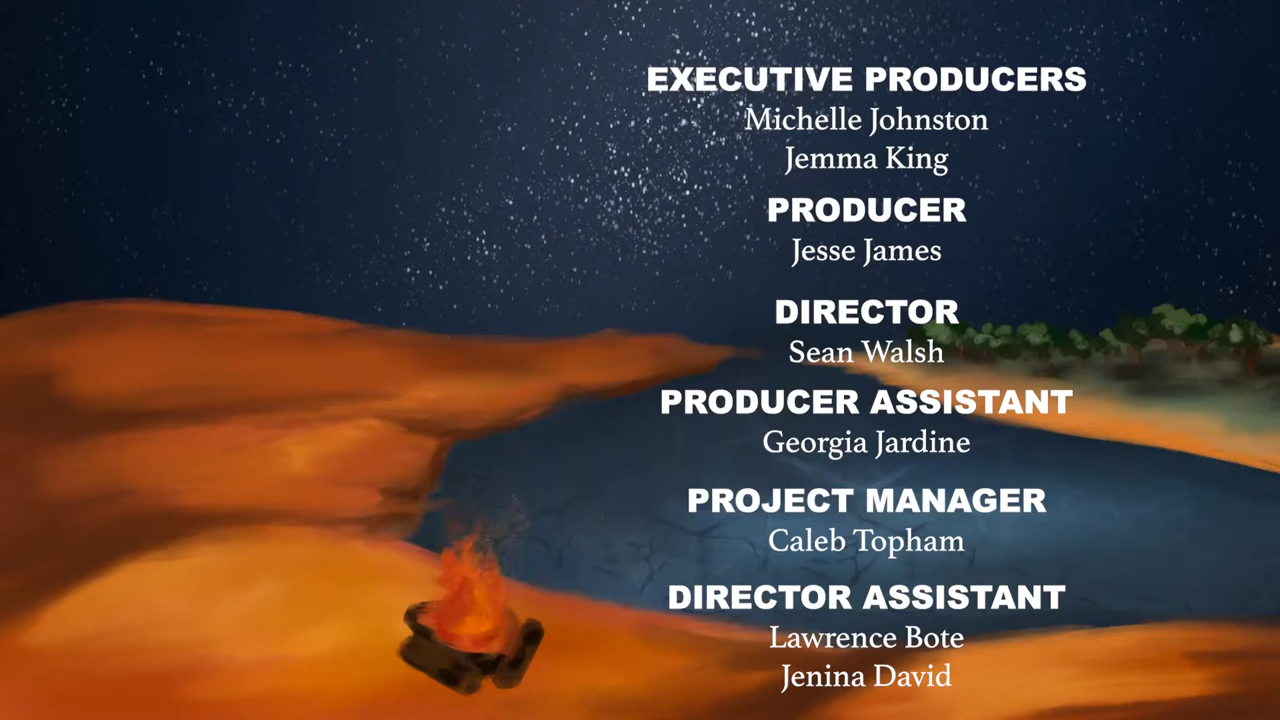 EXECUTIVE PRODUCERS
Michelle Johnston
Jemma King
PRODUCER
Jesse James
DIRECTOR
Sean Walsh
PRODUCER ASSISTANT
Georgia Jardine
PROJECT MANAGER
Caleb Topham
DIRECTOR ASSISTANT
Lawrence Bote
Jenina David